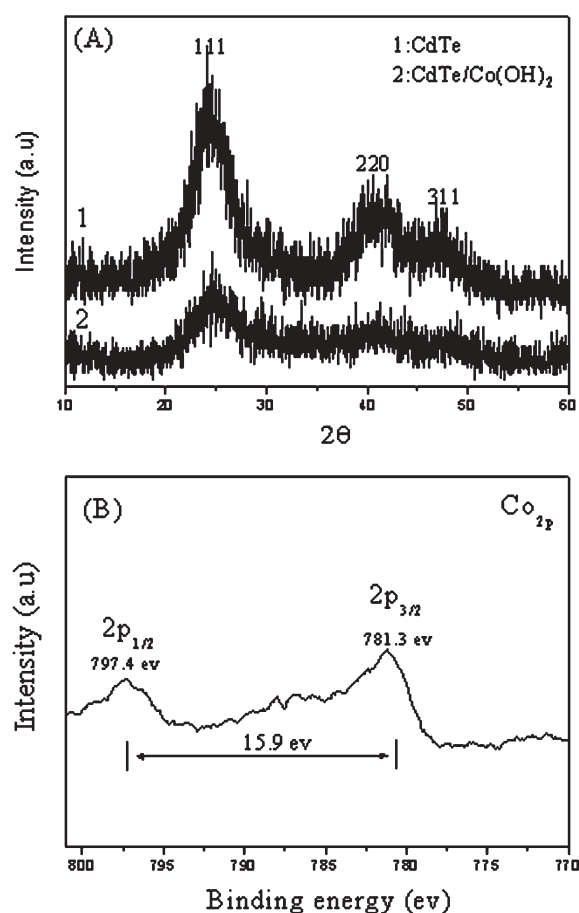 (A)
111
1:CdTe
2:CdTe/Co(OH)₂
220
311
1
2
Intensity (a.u)
10 20 30 40 50 60
2θ
(B)
Co₂ₚ
2p₃/₂
781.3 ev
2p₁/₂
797.4 ev
15.9 ev
Intensity (a.u)
800 795 790 785 780 775 770
Binding energy (ev)